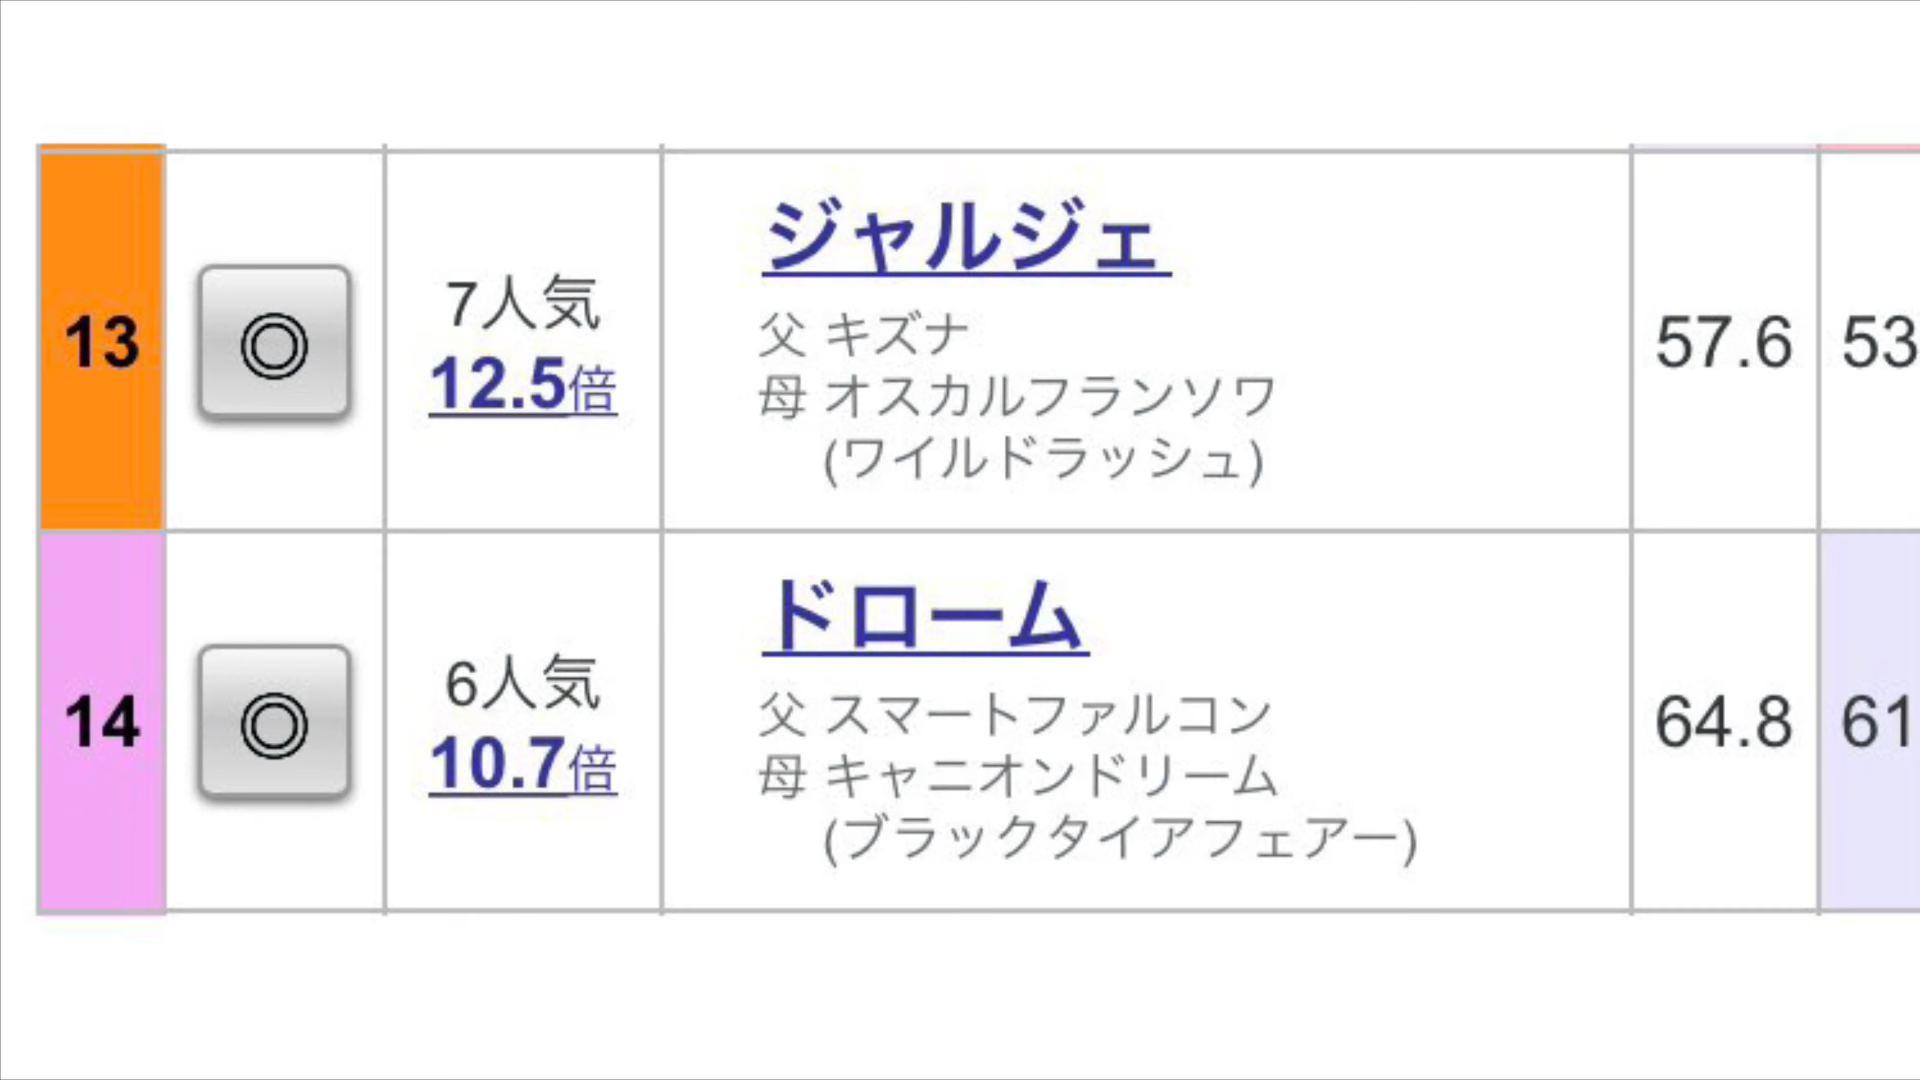 13
◎
7人気
12.5倍
ジャルジェ
父 キズナ
母 オスカルフランソワ
(ワイルドラッシュ)
57.6
53
14
◎
6人気
10.7倍
ドローム
父 スマートファルコン
母 キャニオンドリーム
(ブラックタイアフェアー)
64.8
61